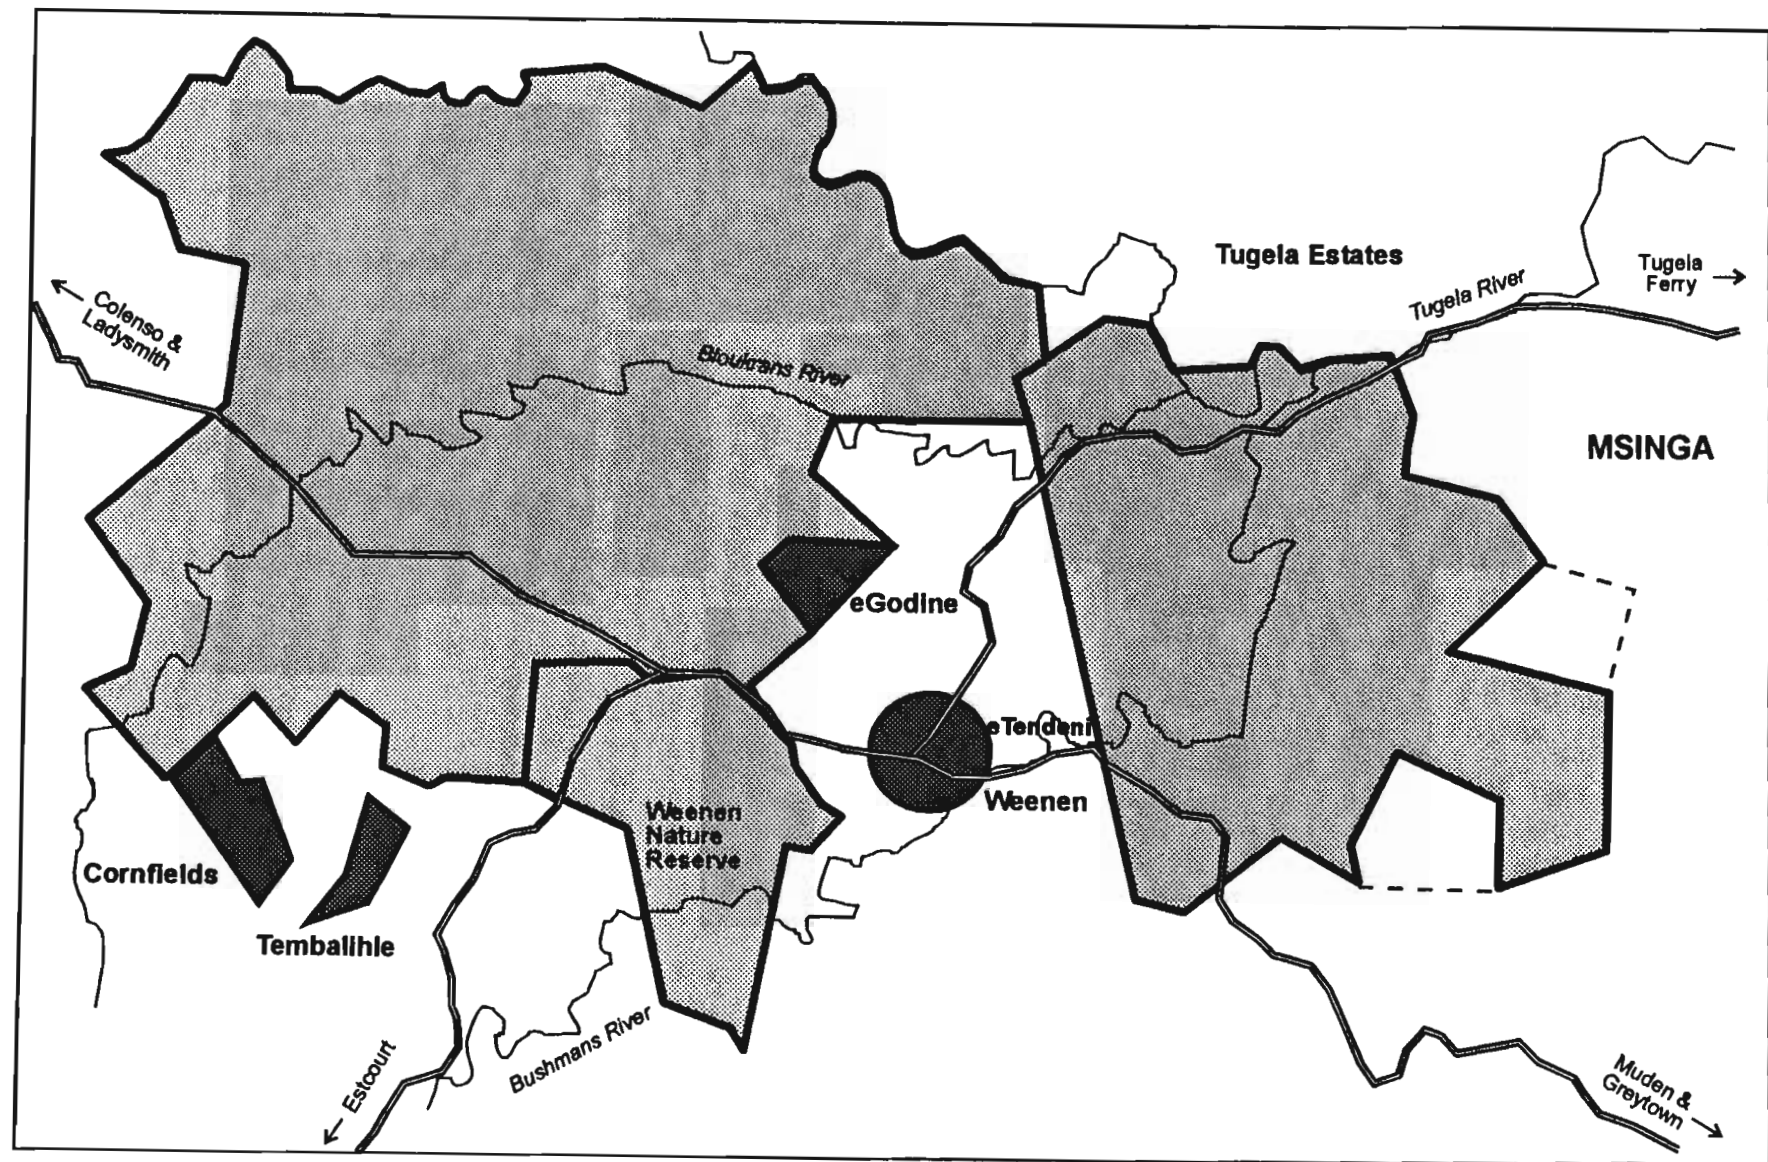 Tugela Estates
Tugela River
Tugela
Ferry
Colenso &
Ladysmith
Bloukrans River
MSINGA
eGodine
eTendeni
Weenen
Weenen
Nature
Reserve
Cornfields
Tembalihle
Bushmans River
Estcourt
Muden &
Greytown